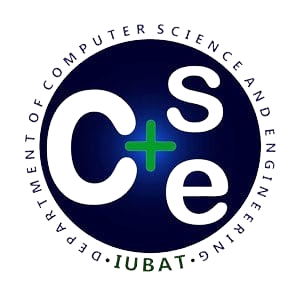 DEPARTMENT OF COMPUTER SCIENCE AND ENGINEERING
C+se
•IUBAT•